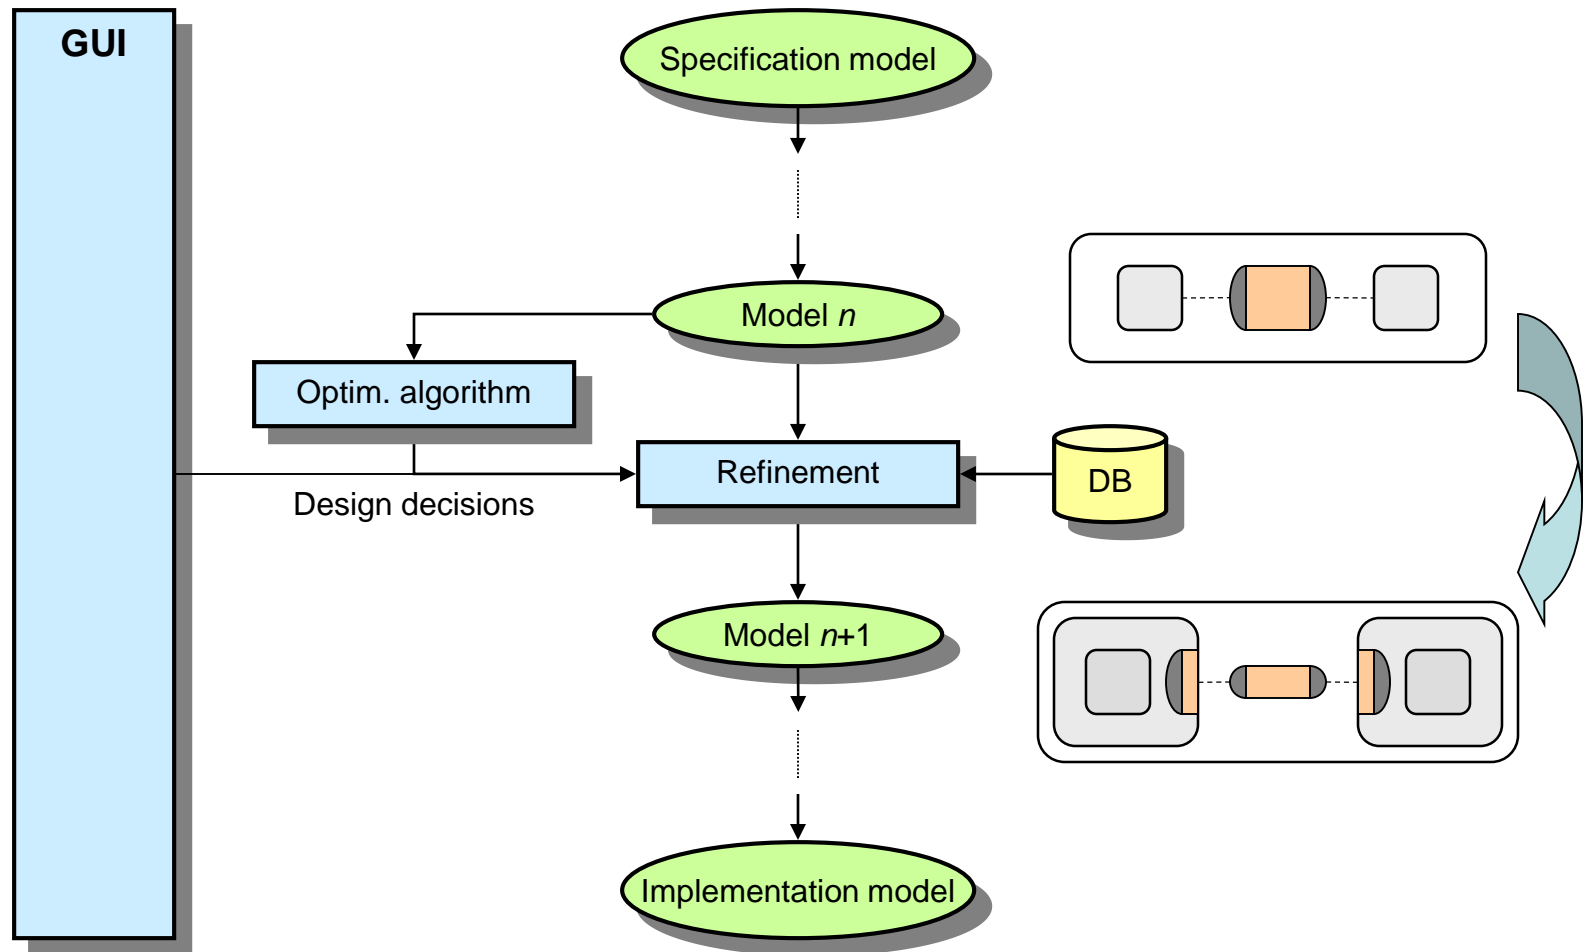 GUI
Specification model
Model n
Optim. algorithm
Refinement
DB
Design decisions
Model n+1
Implementation model